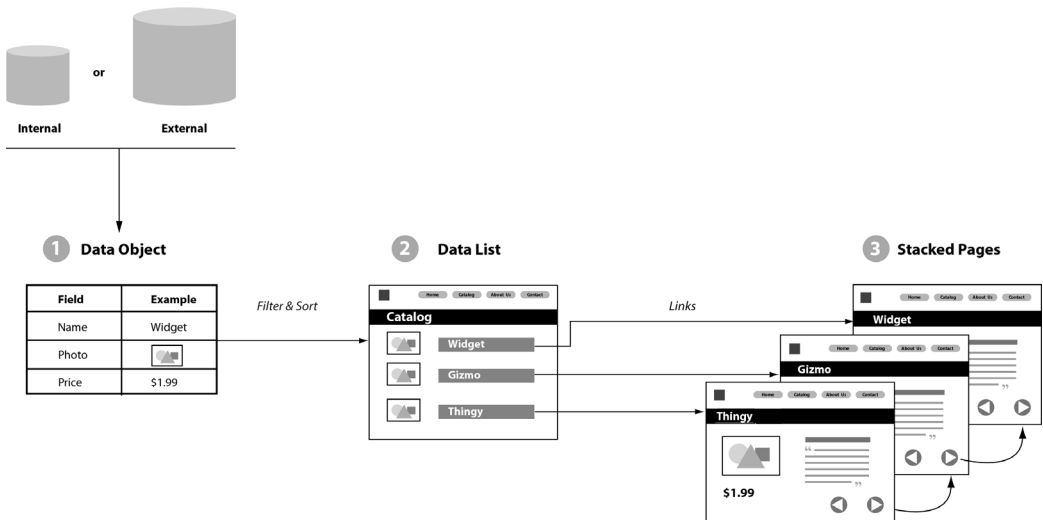 or
Internal
External
1 Data Object
2 Data List
3 Stacked Pages
Field Example
Name Widget
Photo
Price $1.99
Filter & Sort
Home Catalog About Us Contact
Catalog
Widget
Gizmo
Thingy
Links
Home Catalog About Us Contact
Widget
”
Home Catalog About Us Contact
Gizmo
”
Home Catalog About Us Contact
Thingy
“
”
$1.99